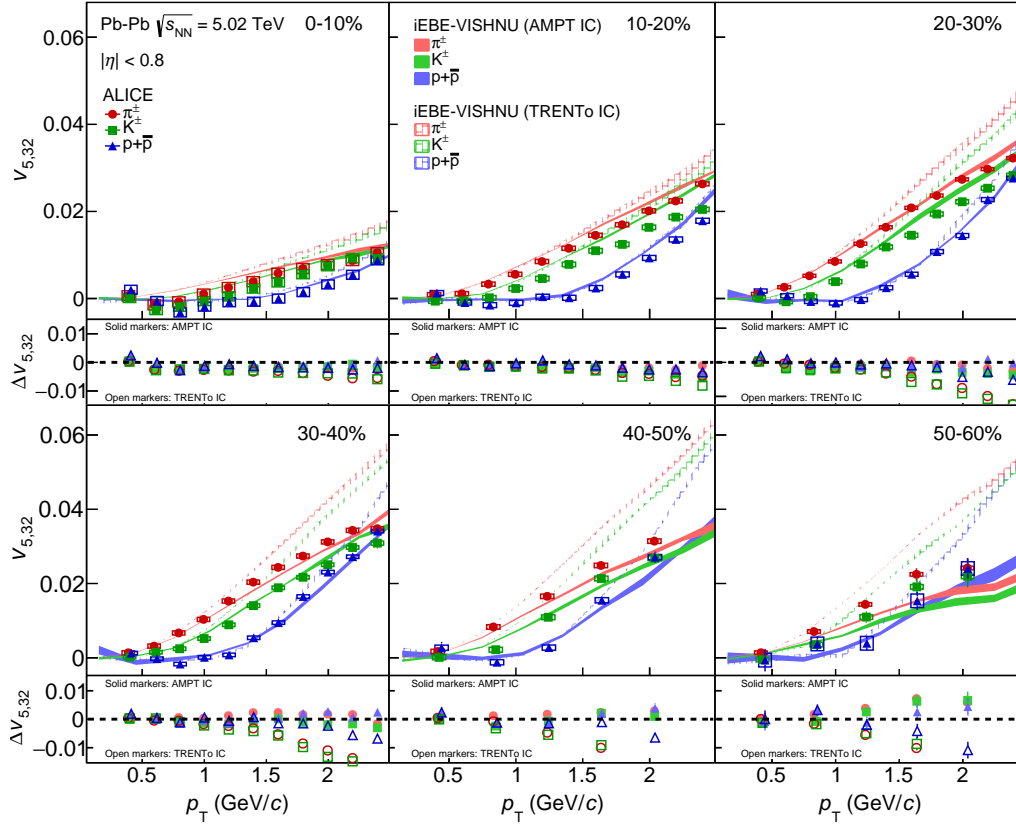 Pb-Pb √s_NN = 5.02 TeV 0-10%
|η| < 0.8
ALICE
π±
K±
p+p̅
iEBE-VISHNU (AMPT IC) 10-20%
π±
K±
p+p̅
iEBE-VISHNU (TRENTo IC)
π±
K±
p+p̅
20-30%
v5,32
0.06
0.04
0.02
0
Δv5,32
0.01
0
−0.01
Solid markers: AMPT IC
Open markers: TRENTo IC
Solid markers: AMPT IC
Open markers: TRENTo IC
Solid markers: AMPT IC
Open markers: TRENTo IC
30-40%
40-50%
50-60%
v5,32
0.06
0.04
0.02
0
Δv5,32
0.01
0
−0.01
Solid markers: AMPT IC
Open markers: TRENTo IC
Solid markers: AMPT IC
Open markers: TRENTo IC
Solid markers: AMPT IC
Open markers: TRENTo IC
0.5 1 1.5 2
0.5 1 1.5 2
0.5 1 1.5 2
pT (GeV/c)
pT (GeV/c)
pT (GeV/c)